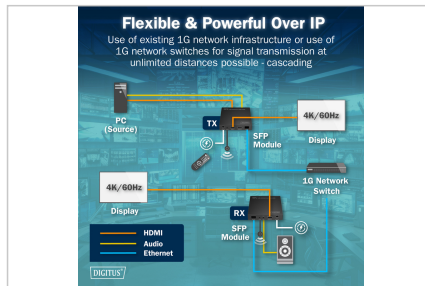 Flexible & Powerful Over IP
Use of existing 1G network infrastructure or use of
1G network switches for signal transmission at
unlimited distances possible - cascading
PC
(Source)
TX
SFP
Module
4K/60Hz
Display
1G Network
Switch
4K/60Hz
Display
RX
SFP
Module
HDMI
Audio
Ethernet
DIGITUS